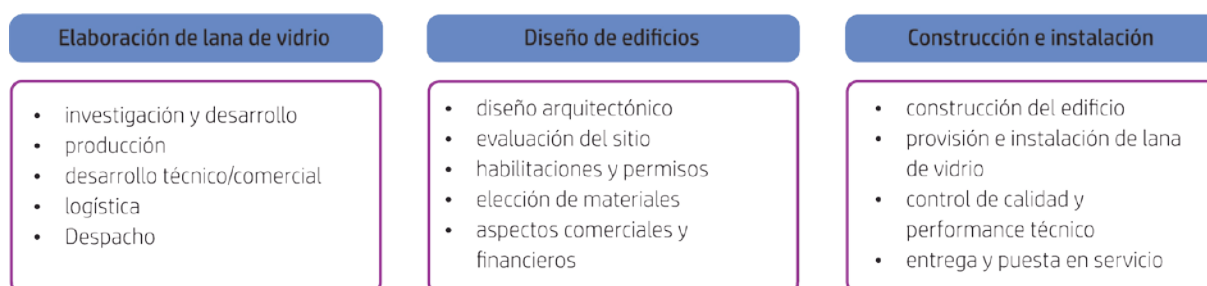 Elaboración de lana de vidrio
• investigación y desarrollo
• producción
• desarrollo técnico/comercial
• logística
• Despacho
Diseño de edificios
• diseño arquitectónico
• evaluación del sitio
• habilitaciones y permisos
• elección de materiales
• aspectos comerciales y
financieros
Construcción e instalación
• construcción del edificio
• provisión e instalación de lana
de vidrio
• control de calidad y
performance técnico
• entrega y puesta en servicio